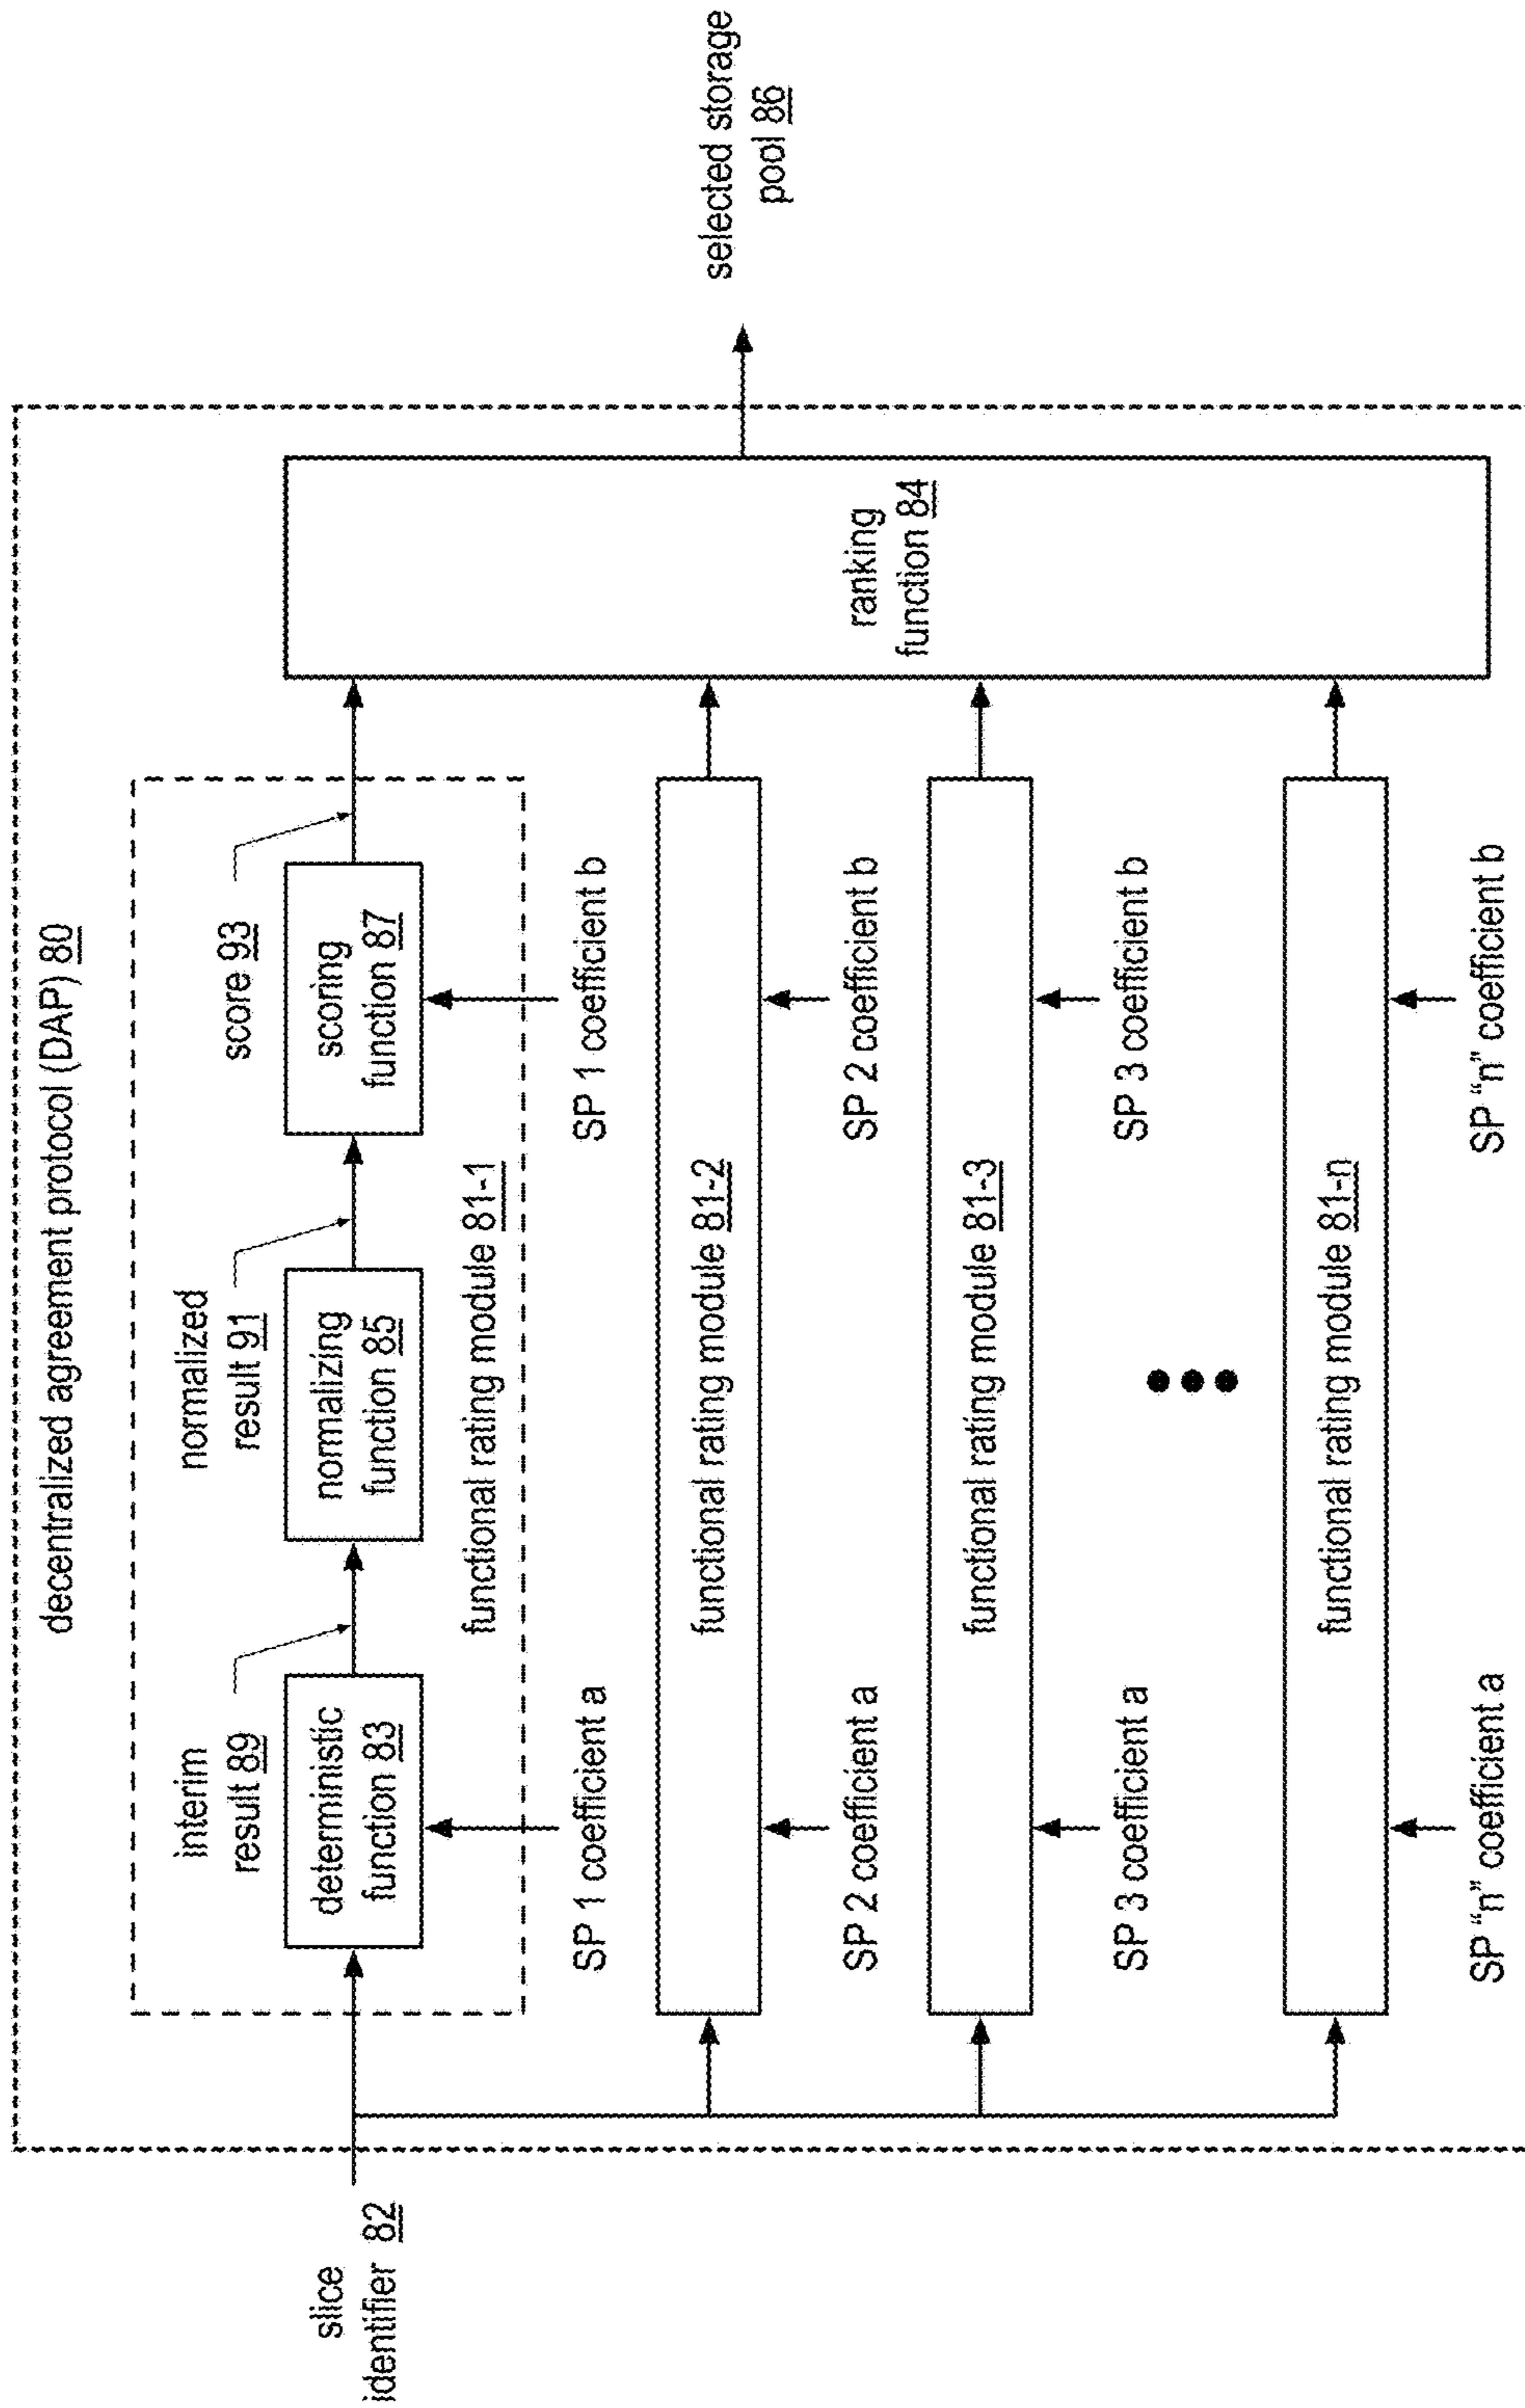 decentralized agreement protocol (DAP) 80
slice
identifier 82
interim
result 89
normalized
result 91
score 93
deterministic
function 83
normalizing
function 85
scoring
function 87
functional rating module 81-1
SP 1 coefficient a
SP 1 coefficient b
functional rating module 81-2
SP 2 coefficient a
SP 2 coefficient b
functional rating module 81-3
SP 3 coefficient a
SP 3 coefficient b
functional rating module 81-n
SP “n” coefficient a
SP “n” coefficient b
ranking
function 84
selected storage
pool 86